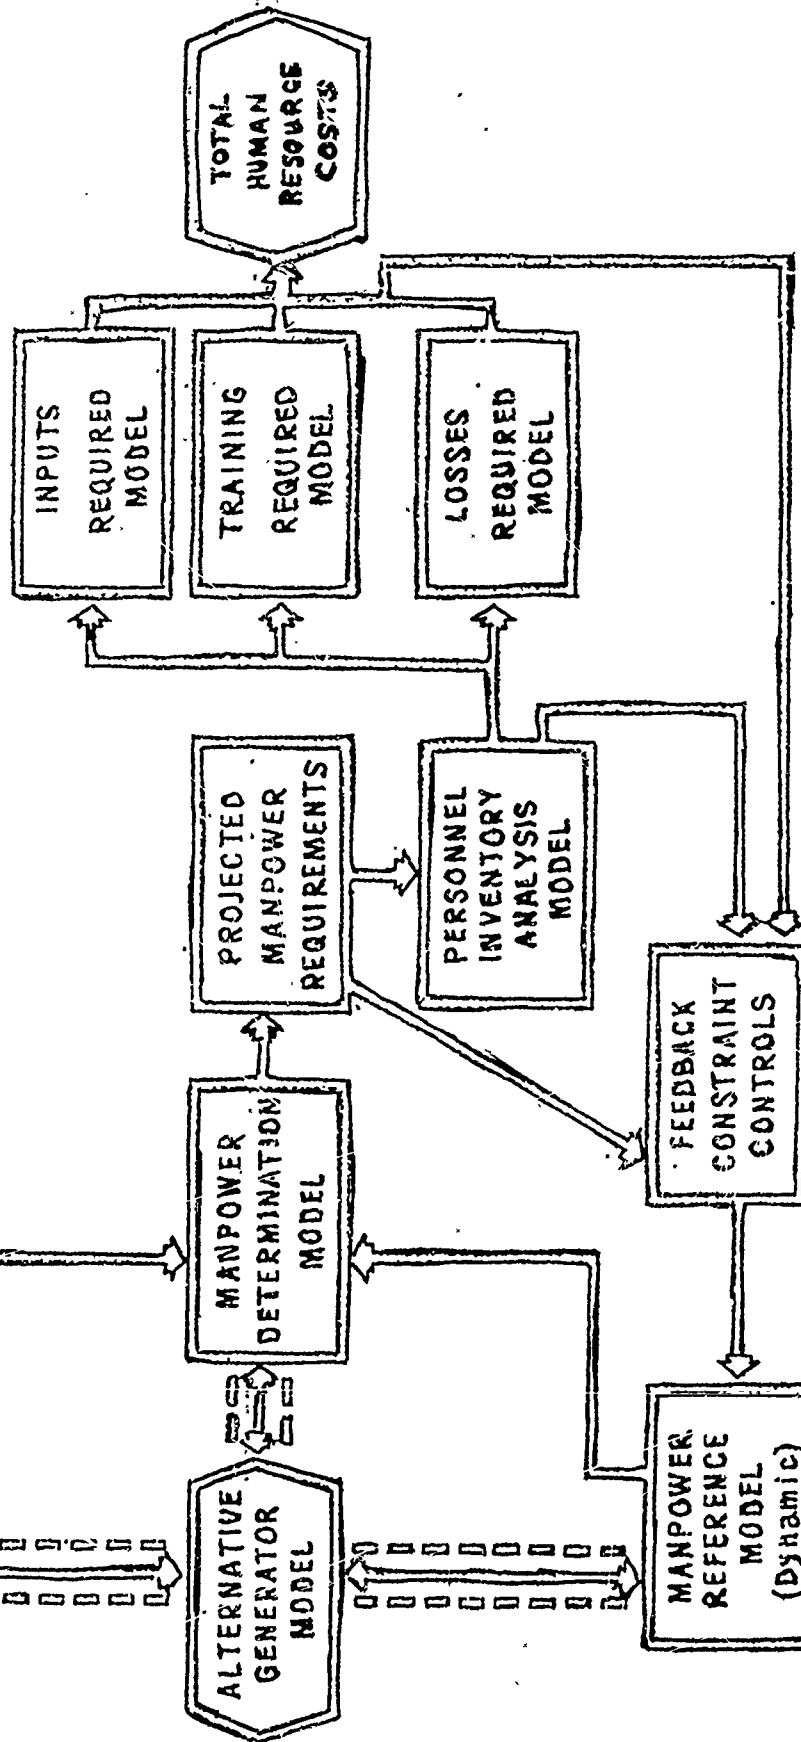 ALTERNATIVE
GENERATOR
MODEL
MANPOWER
DETERMINATION
MODEL
PROJECTED
MANPOWER
REQUIREMENTS
INPUTS
REQUIRED
MODEL
TRAINING
REQUIRED
MODEL
TOTAL
HUMAN
RESOURCE
COSTS
PERSONNEL
INVENTORY
ANALYSIS
MODEL
LOSSES
REQUIRED
MODEL
MANPOWER
REFERENCE
MODEL
(Dynamic)
FEEDBACK
CONSTRAINT
CONTROLS